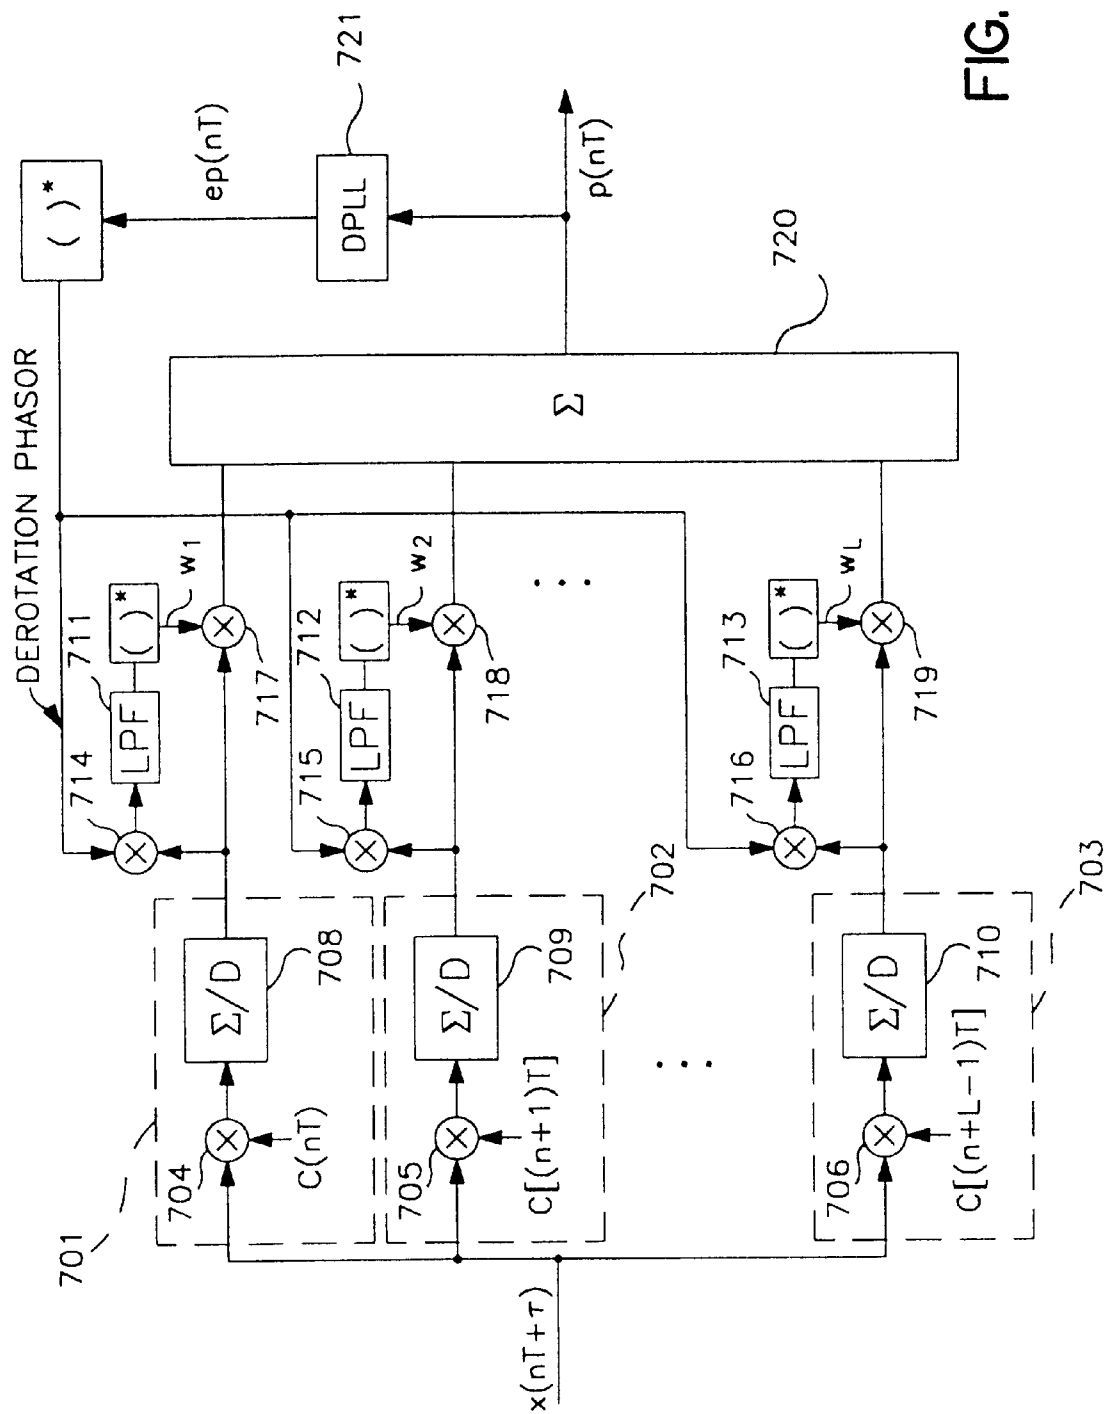 FIG.
DEROTATION PHASOR
( )*
ep(nT)
721
DPLL
p(nT)
720
Σ
714
711
LPF
( )*
w1
717
715
712
LPF
( )*
w2
718
...
716
713
LPF
( )*
wL
719
701
704
C(nT)
Σ/D
708
702
705
C[(n+1)T]
Σ/D
709
...
703
706
C[(n+L-1)T]
Σ/D
710
x(nT+τ)